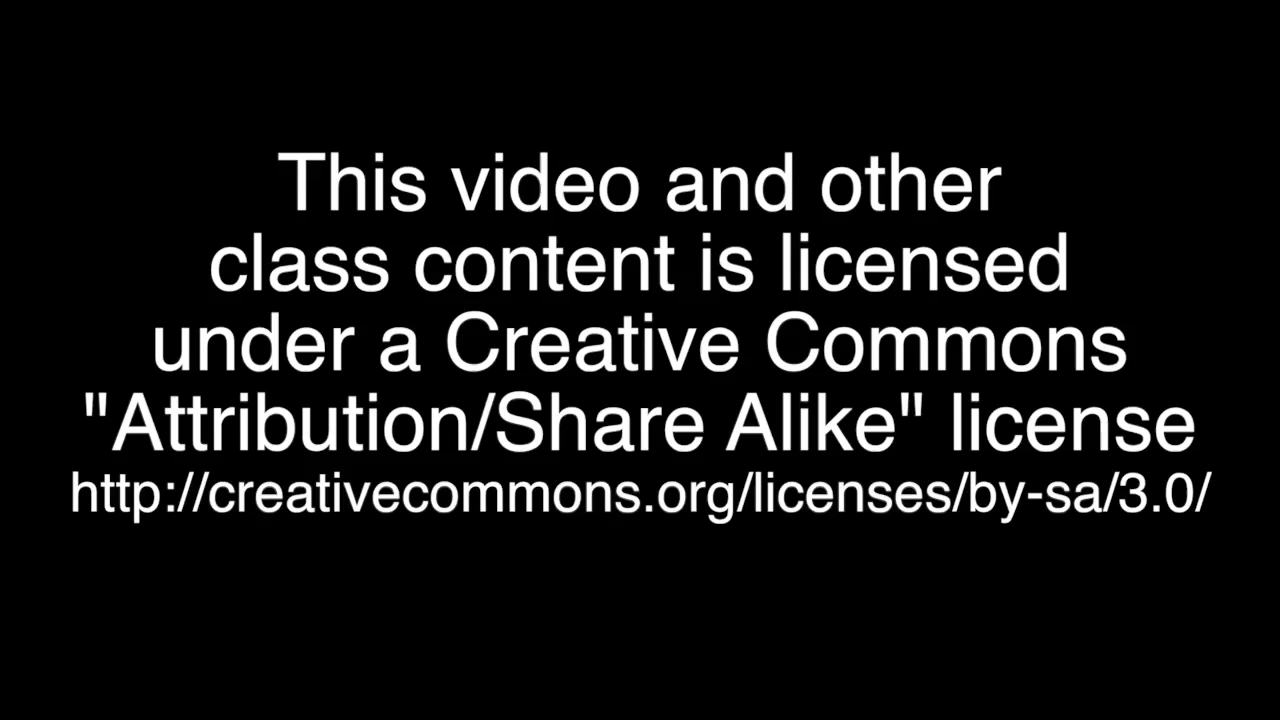 This video and other
class content is licensed
under a Creative Commons
"Attribution/Share Alike" license
http://creativecommons.org/licenses/by-sa/3.0/